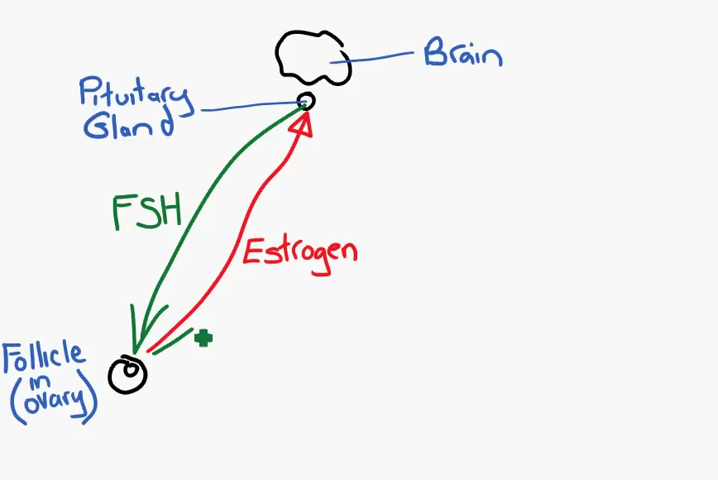 Brain
Pituitary
Gland
FSH
Estrogen
Follicle
(in
ovary)